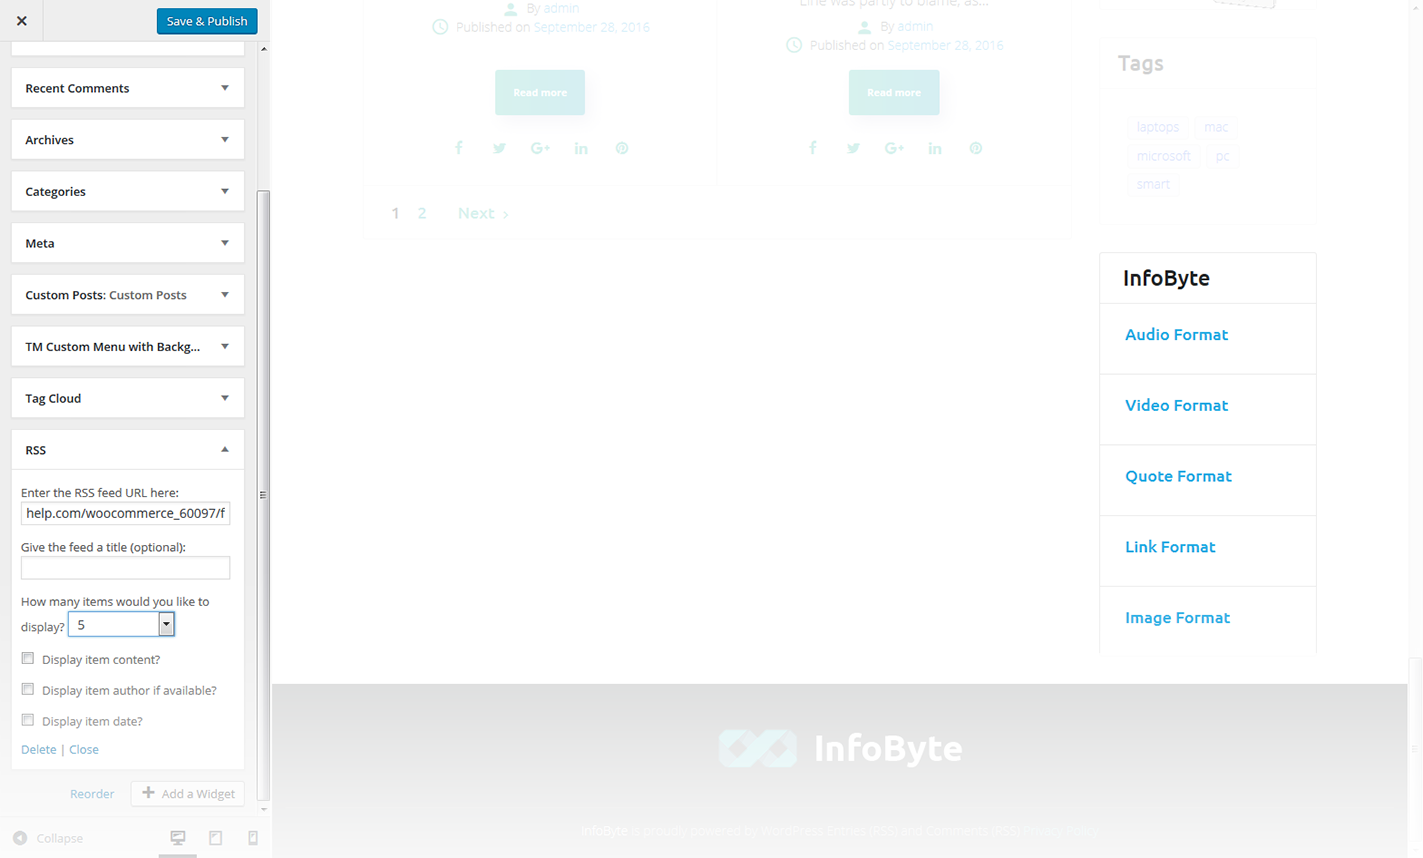 Save & Publish
Recent Comments
Archives
Categories
Meta
Custom Posts: Custom Posts
TM Custom Menu with Backg...
Tag Cloud
RSS
Enter the RSS feed URL here:
help.com/woocommerce_60097/f
Give the feed a title (optional):
How many items would you like to
display? 5
Display item content?
Display item author if available?
Display item date?
Delete | Close
Reorder
Add a Widget
Collapse
By admin
Published on September 28, 2016
Read more
G+ in
1 2 Next ›
Line was partly to blame, as...
By admin
Published on September 28, 2016
Read more
G+ in
Tags
laptops mac
microsoft pc
smart
InfoByte
Audio Format
Video Format
Quote Format
Link Format
Image Format
InfoByte
InfoByte is proudly powered by WordPress Entries (RSS) and Comments (RSS) Privacy Policy